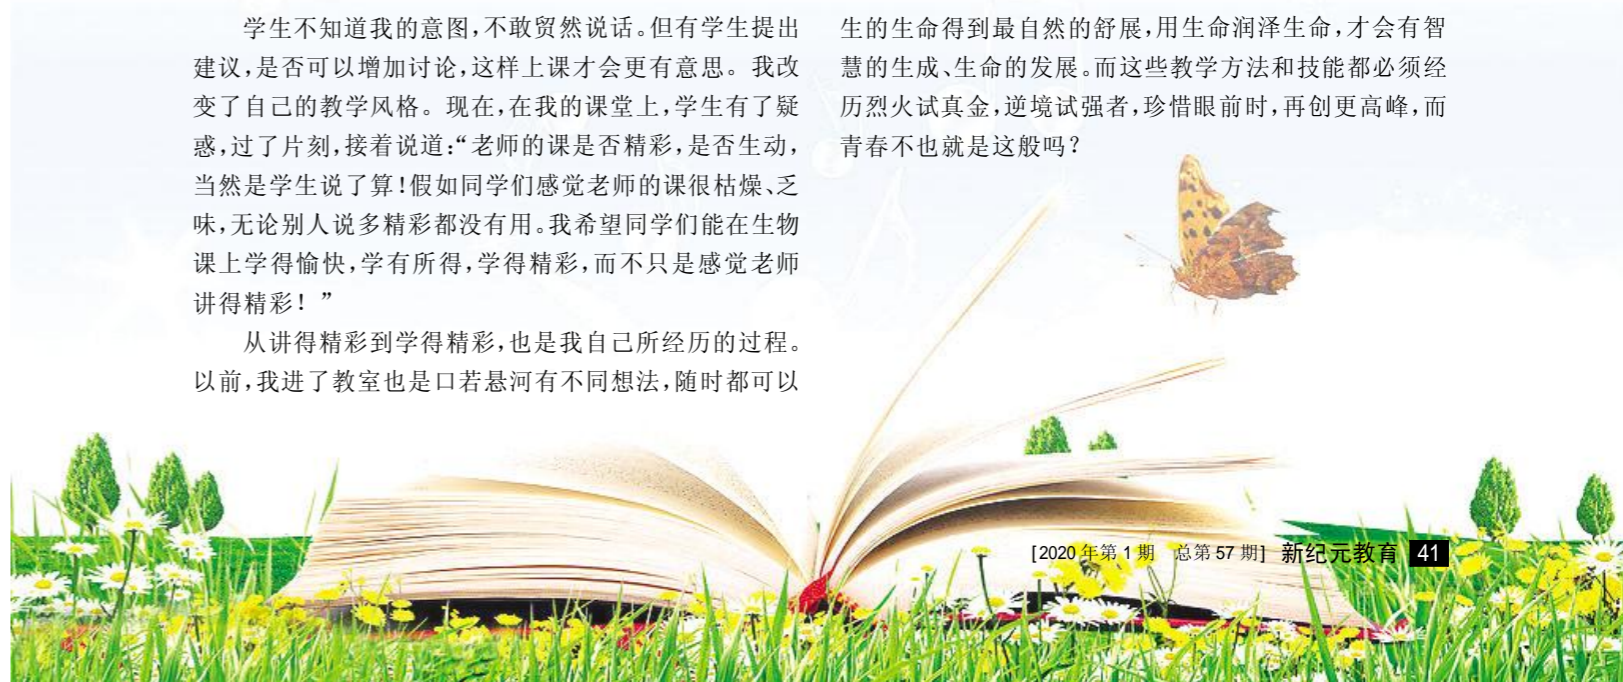 学生不知道我的意图,不敢贸然说话。但有学生提出
建议,是否可以增加讨论,这样上课才会更有意思。我改
变了自己的教学风格。现在,在我的课堂上,学生有了疑
惑,过了片刻,接着说道:“老师的课是否精彩,是否生动,
当然是学生说了算!假如同学们感觉老师的课很枯燥、乏
味,无论别人说多精彩都没有用。我希望同学们能在生物
课上学得愉快,学有所得,学得精彩,而不只是感觉老师
讲得精彩!”
从讲得精彩到学得精彩,也是我自己所经历的过程。
以前,我进了教室也是口若悬河有不同想法,随时都可以
生的生命得到最自然的舒展,用生命润泽生命,才会有智
慧的生成、生命的发展。而这些教学方法和技能都必须经
历烈火试真金,逆境试强者,珍惜眼前时,再创更高峰,而
青春不也就是这般吗?
[2020年第1期 总第57期] 新纪元教育 41